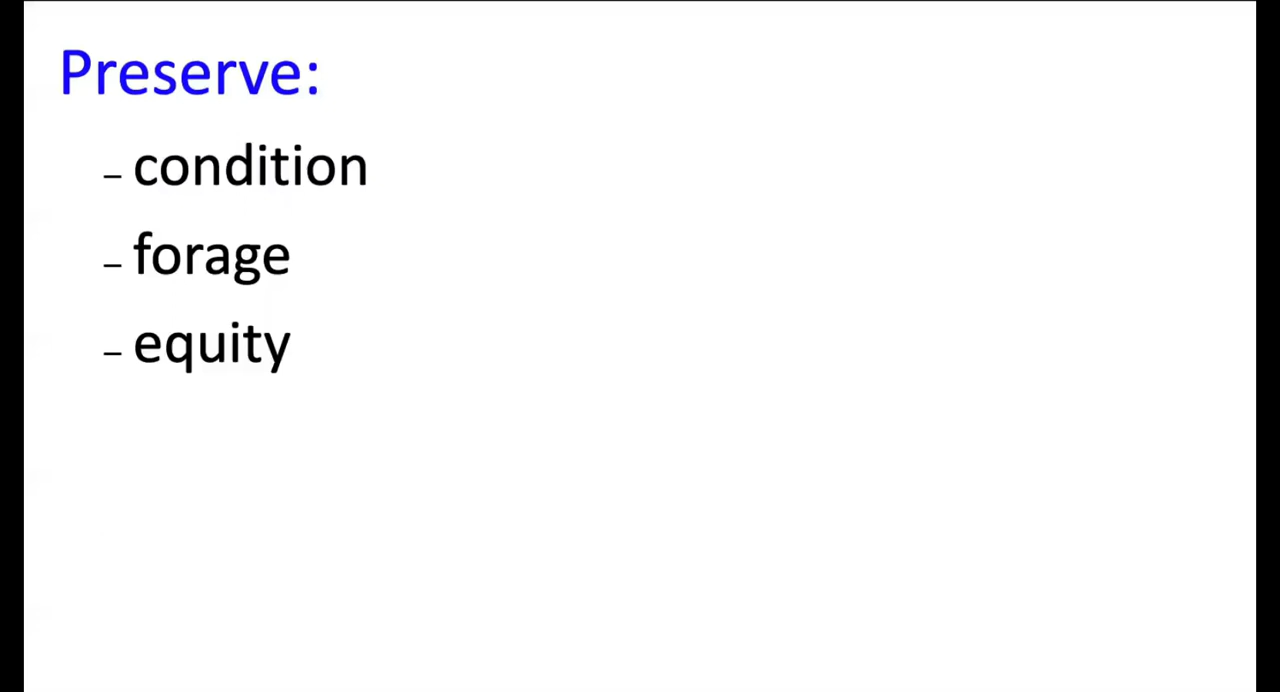 Preserve:
– condition
– forage
– equity